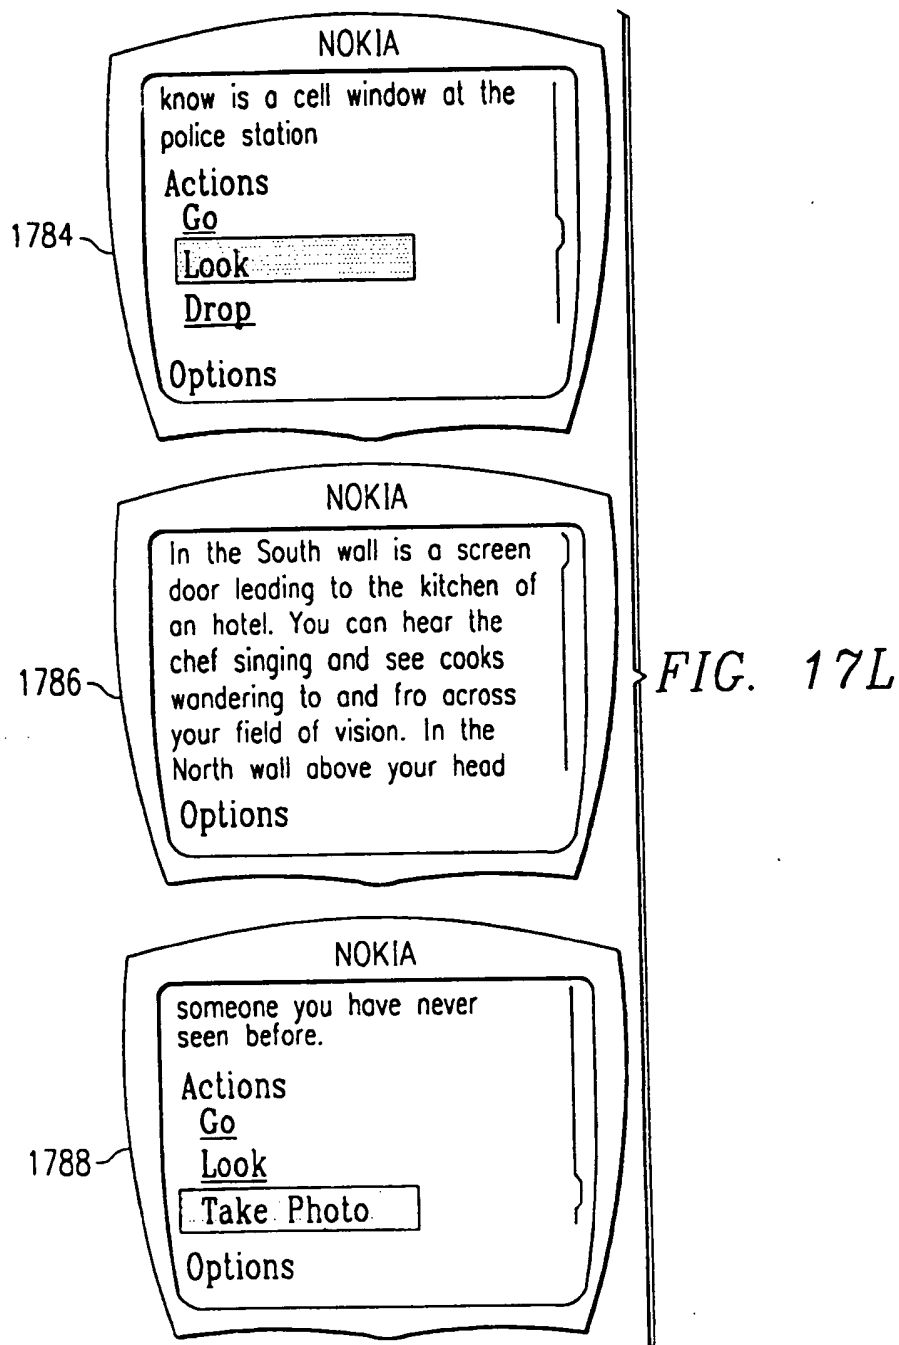 NOKIA
know is a cell window at the
police station
Actions
Go
1784
Look
Drop
Options
NOKIA
In the South wall is a screen
door leading to the kitchen of
an hotel. You can hear the
chef singing and see cooks
1786
wandering to and fro across
your field of vision. In the
North wall above your head
Options
FIG. 17L
NOKIA
someone you have never
seen before.
Actions
Go
1788
Look
Take Photo
Options